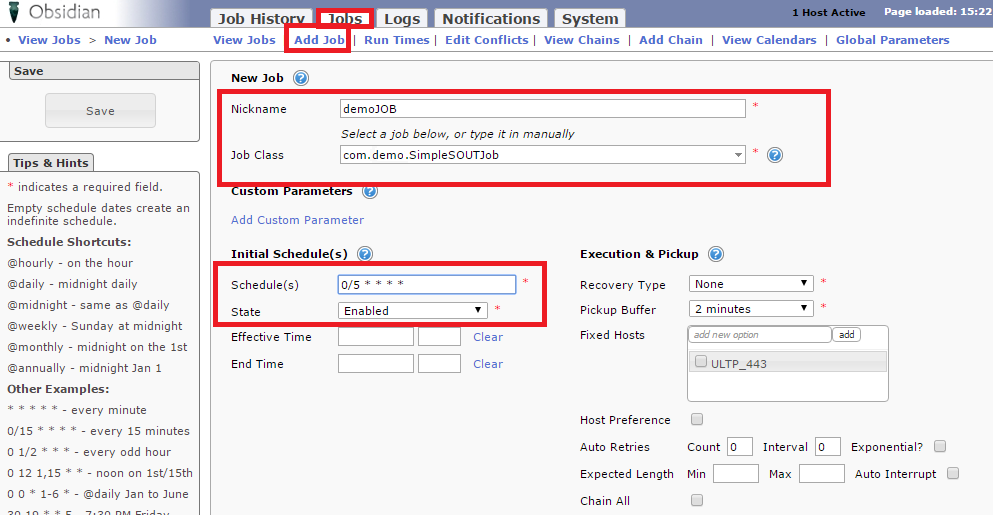 Obsidian
Job History Jobs Logs Notifications System
1 Host Active Page loaded: 15:22
• View Jobs > New Job
View Jobs | Add Job | Run Times | Edit Conflicts | View Chains | Add Chain | View Calendars | Global Parameters
Save
Save
Tips & Hints
* indicates a required field.
Empty schedule dates create an
indefinite schedule.
Schedule Shortcuts:
@hourly - on the hour
@daily - midnight daily
@midnight - same as @daily
@weekly - Sunday at midnight
@monthly - midnight on the 1st
@annually - midnight Jan 1
Other Examples:
* * * * * - every minute
0/15 * * * * - every 15 minutes
0 1/2 * * * - every odd hour
0 12 1,15 * * - noon on 1st/15th
0 0 * 1-6 * - @daily Jan to June
30 19 * * 5 - 7:30 PM Friday
New Job ?
Nickname demoJOB *
Select a job below, or type it in manually
Job Class com.demo.SimpleSOUTJob * ?
Custom Parameters ?
Add Custom Parameter
Initial Schedule(s) ?
Schedule(s) 0/5 * * * * *
State Enabled *
Effective Time Clear
End Time Clear
Execution & Pickup ?
Recovery Type None *
Pickup Buffer 2 minutes *
Fixed Hosts add new option add
ULTP_443
Host Preference
Auto Retries Count 0 Interval 0 Exponential?
Expected Length Min Max Auto Interrupt
Chain All